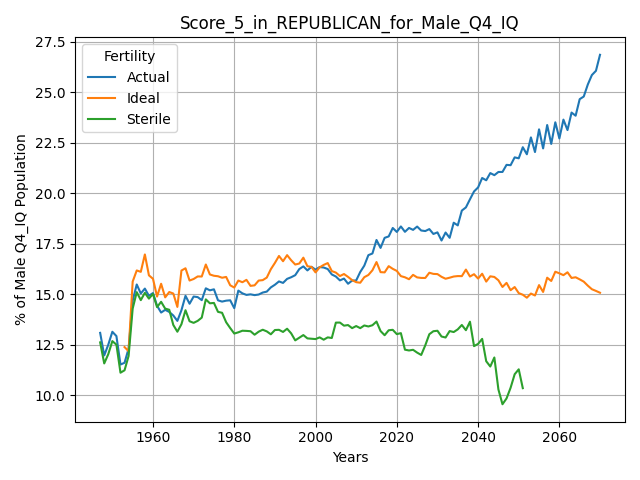 Score_5_in_REPUBLICAN_for_Male_Q4_IQ
Fertility
Actual
Ideal
Sterile
% of Male Q4_IQ Population
27.5
25.0
22.5
20.0
17.5
15.0
12.5
10.0
1960
1980
2000
2020
2040
2060
Years